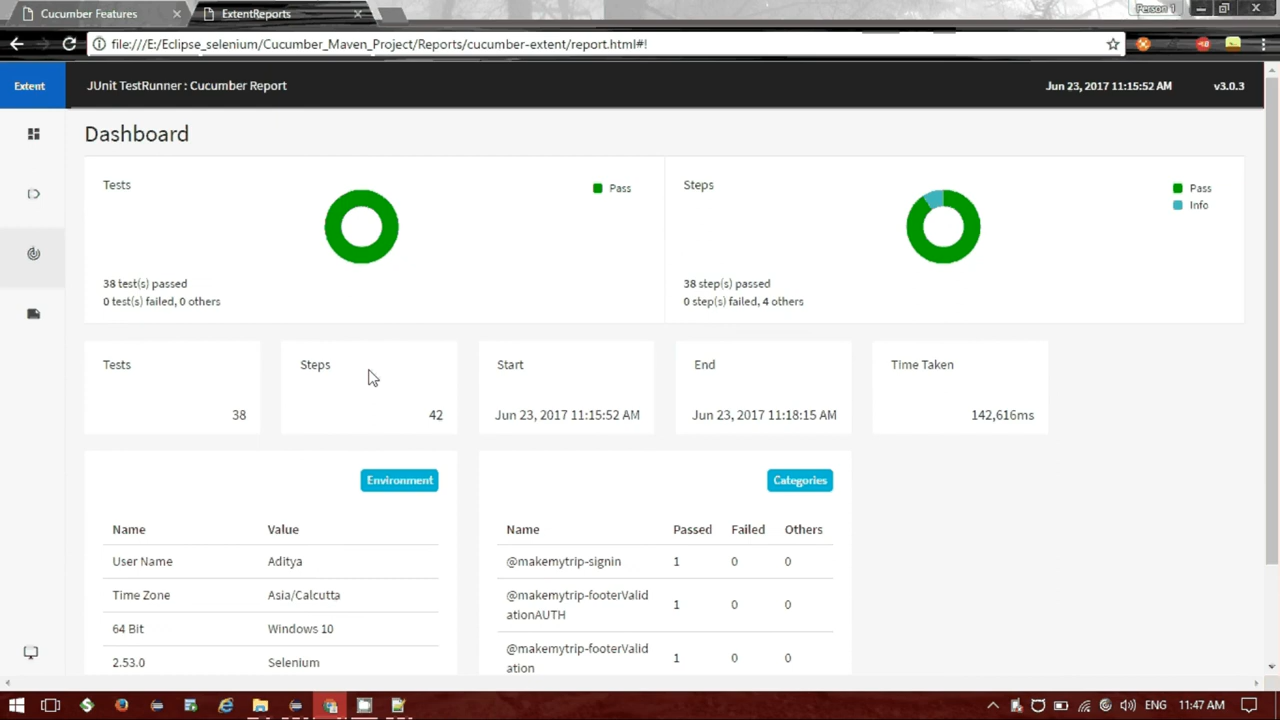 Cucumber Features
ExtentReports
Person 1
file:///E:/Eclipse_selenium/Cucumber_Maven_Project/Reports/cucumber-extent/report.html#!
Extent
JUnit TestRunner : Cucumber Report
Jun 23, 2017 11:15:52 AM
v3.0.3
Dashboard
Tests
Pass
38 test(s) passed
0 test(s) failed, 0 others
Steps
Pass
Info
38 step(s) passed
0 step(s) failed, 4 others
Tests
38
Steps
42
Start
Jun 23, 2017 11:15:52 AM
End
Jun 23, 2017 11:18:15 AM
Time Taken
142,616ms
Environment
Name Value
User Name Aditya
Time Zone Asia/Calcutta
64 Bit Windows 10
2.53.0 Selenium
Categories
Name Passed Failed Others
@makemytrip-signin 1 0 0
@makemytrip-footerValid
ationAUTH 1 0 0
@makemytrip-footerValid
ation 1 0 0
ENG 11:47 AM